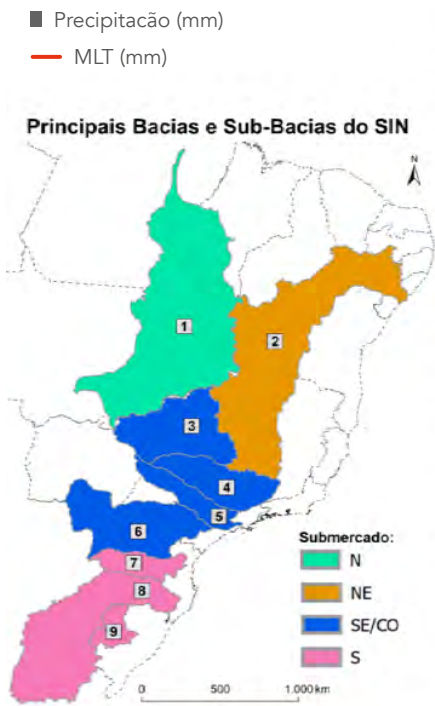 Precipitacão (mm)
MLT (mm)
Principais Bacias e Sub-Bacias do SIN
N
1
2
3
4
5
6
7
8
9
Submercado:
N
NE
SE/CO
S
0 500 1.000 km